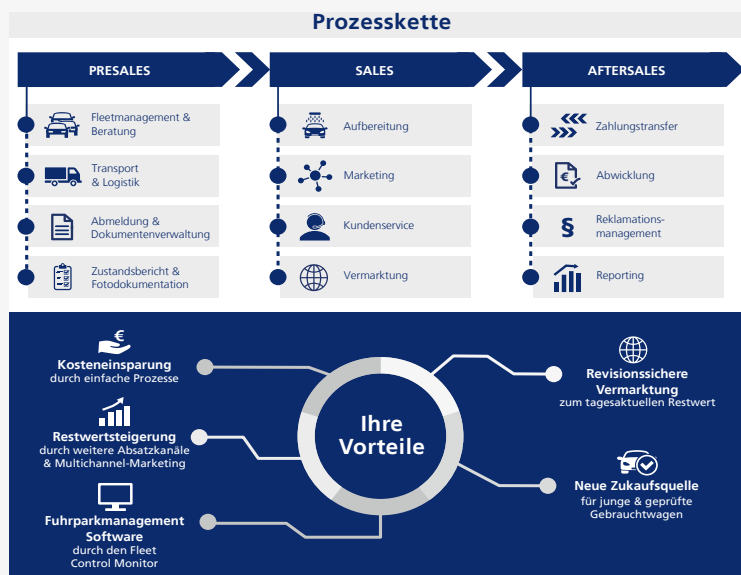 Prozesskette
PRESALES
Fleetmanagement &
Beratung
Transport
& Logistik
Abmeldung &
Dokumentenverwaltung
Zustandsbericht &
Fotodokumentation
SALES
Aufbereitung
Marketing
Kundenservice
Vermarktung
AFTERSALES
Zahlungstransfer
€
Abwicklung
§
Reklamations-
management
Reporting
Ihre
Vorteile
€
Kosteneinsparung
durch einfache Prozesse
Restwertsteigerung
durch weitere Absatzkanäle
& Multichannel-Marketing
Fuhrparkmanagement
Software
durch den Fleet
Control Monitor
Revisionssichere
Vermarktung
zum tagesaktuellen Restwert
Neue Zukaufsquelle
für junge & geprüfte
Gebrauchtwagen